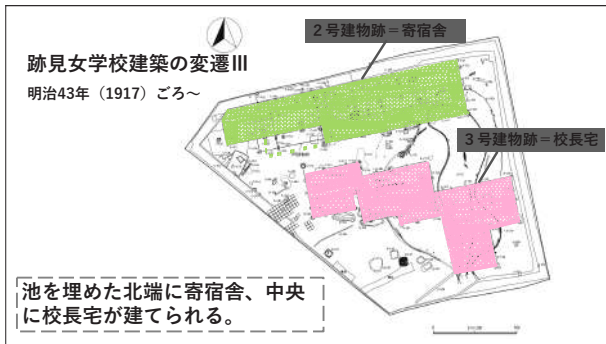 2号建物跡＝寄宿舎
跡見女学校建築の変遷Ⅲ
明治43年（1917）ごろ～
3号建物跡＝校長宅
池を埋めた北端に寄宿舎、中央
に校長宅が建てられる。